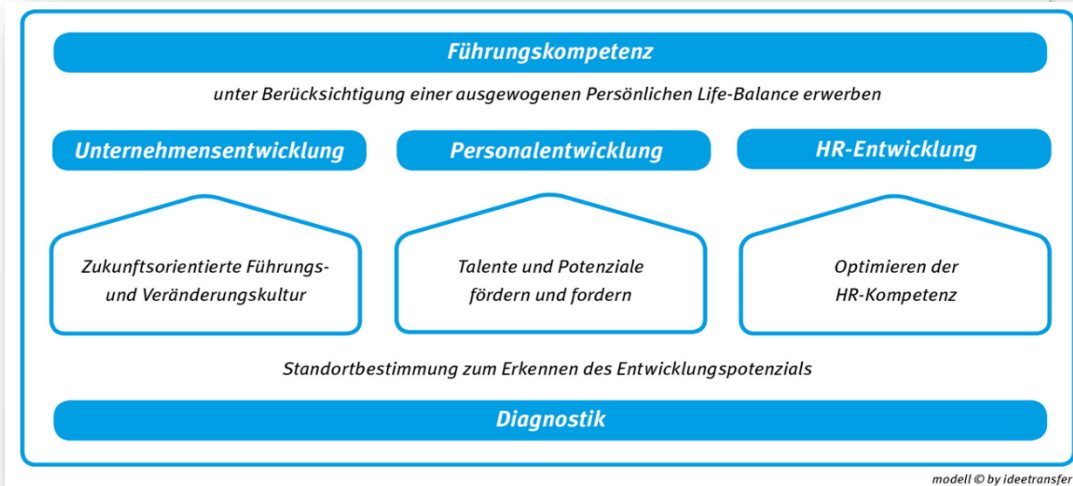 Führungskompetenz
unter Berücksichtigung einer ausgewogenen Persönlichen Life-Balance erwerben
Unternehmensentwicklung
Personalentwicklung
HR-Entwicklung
Zukunftsorientierte Führungs-
und Veränderungskultur
Talente und Potenziale
fördern und fordern
Optimieren der
HR-Kompetenz
Standortbestimmung zum Erkennen des Entwicklungspotenzials
Diagnostik
modell © by ideetransfer